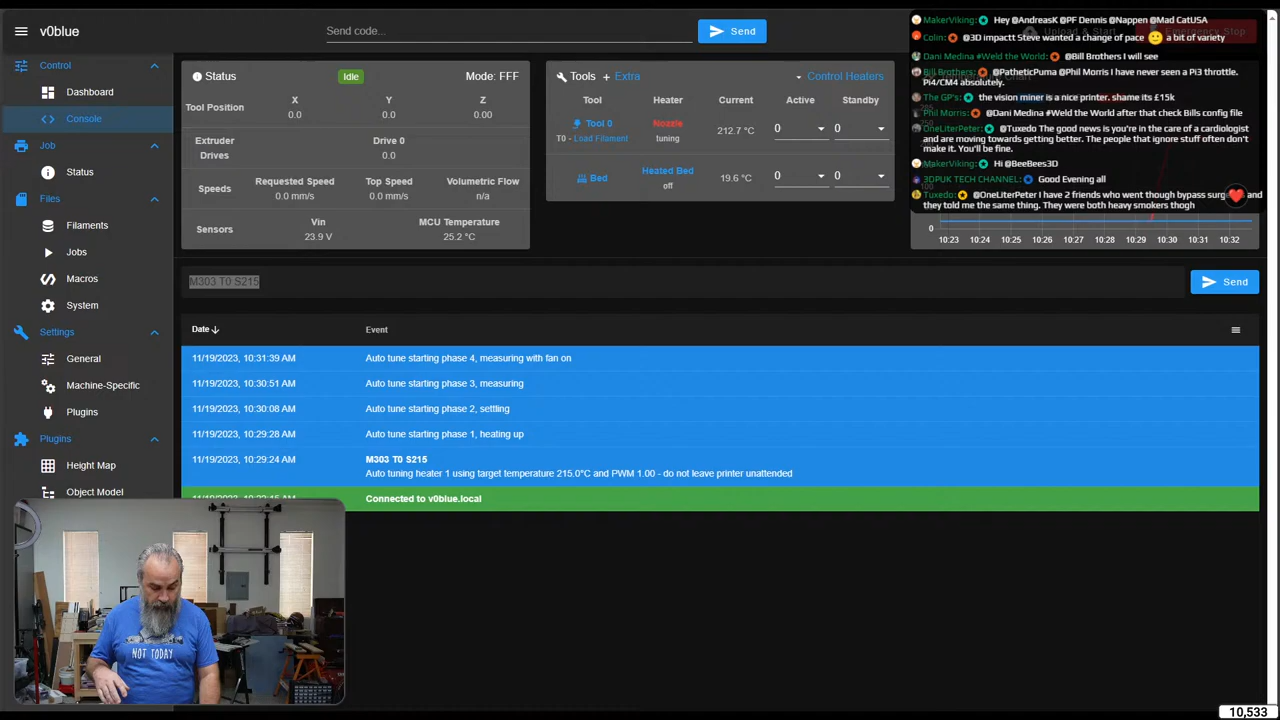 v0blue
Send code...
Send
Upload & Start
Emergency Stop
MakerViking: Hey @AndreasK @PF Dennis @Nappen @Mad CatUSA
Colin: @3D impactt Steve wanted a change of pace 🙂 a bit of variety
Dani Medina #Weld the World: @Bill Brothers I will see
Bill Brothers: @PatheticPuma @Phil Morris I have never seen a Pi3 throttle.
Pi4/CM4 absolutely.
The GP's: the vision miner is a nice printer. shame its £15k
Phil Morris: @Dani Medina #Weld the World after that check Bills config file
OneLiterPeter: @Tuxedo The good news is you're in the care of a cardiologist
and are moving towards getting better. The people that ignore stuff often don't
make it. You'll be fine.
MakerViking: Hi @BeeBees3D
3DPUK TECH CHANNEL: Good Evening all
Tuxedo: @OneLiterPeter I have 2 friends who went though bypass surg and
they told me the same thing. They were both heavy smokers thogh
Control
Dashboard
Console
Job
Status
Files
Filaments
Jobs
Macros
System
Settings
General
Machine-Specific
Plugins
Plugins
Height Map
Object Model
Status
Idle
Mode: FFF
Tool Position
X
Y
Z
0.0
0.0
0.00
Extruder
Drives
Drive 0
0.0
Speeds
Requested Speed
Top Speed
Volumetric Flow
0.0 mm/s
0.0 mm/s
n/a
Sensors
Vin
MCU Temperature
23.9 V
25.2 °C
Tools + Extra
Control Heaters
Tool
Heater
Current
Active
Standby
Tool 0
T0 - Load Filament
Nozzle
tuning
212.7 °C
0
0
Bed
Heated Bed
off
19.6 °C
0
0
100
0
10:23 10:24 10:25 10:26 10:27 10:28 10:29 10:30 10:31 10:32
M303 T0 S215
Send
Date
Event
11/19/2023, 10:31:39 AM Auto tune starting phase 4, measuring with fan on
11/19/2023, 10:30:51 AM Auto tune starting phase 3, measuring
11/19/2023, 10:30:08 AM Auto tune starting phase 2, settling
11/19/2023, 10:29:28 AM Auto tune starting phase 1, heating up
11/19/2023, 10:29:24 AM M303 T0 S215
Auto tuning heater 1 using target temperature 215.0°C and PWM 1.00 - do not leave printer unattended
Connected to v0blue.local
NOT TODAY
10,533